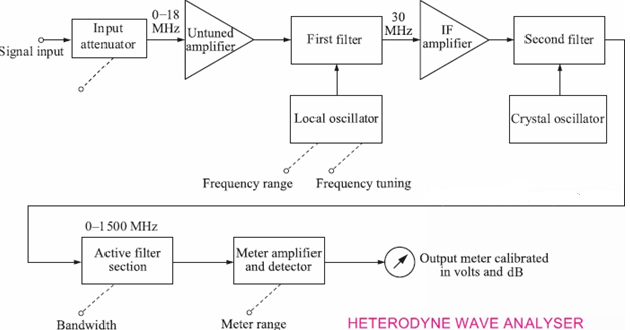 0–18
MHz
30
MHz
Input
attenuator
Untuned
amplifier
First filter
IF
amplifier
Second filter
Signal input
Local oscillator
Crystal oscillator
Frequency range
Frequency tuning
0–1500 MHz
Active filter
section
Meter amplifier
and detector
Output meter calibrated
in volts and dB
Bandwidth
Meter range
HETERODYNE WAVE ANALYSER